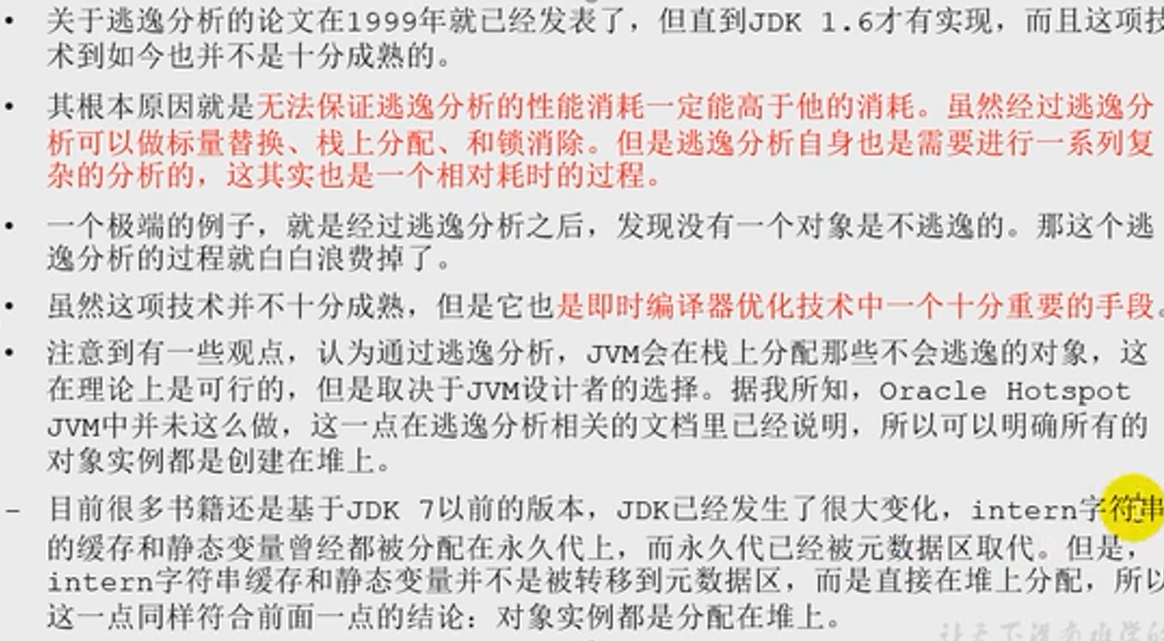 • 关于逃逸分析的论文在1999年就已经发表了，但直到JDK 1.6才有实现，而且这项技
术到如今也并不是十分成熟的。
• 其根本原因就是无法保证逃逸分析的性能消耗一定能高于他的消耗。虽然经过逃逸分
析可以做标量替换、栈上分配、和锁消除。但是逃逸分析自身也是需要进行一系列复
杂的分析的，这其实也是一个相对耗时的过程。
• 一个极端的例子，就是经过逃逸分析之后，发现没有一个对象是不逃逸的。那这个逃
逸分析的过程就白白浪费掉了。
• 虽然这项技术并不十分成熟，但是它也是即时编译器优化技术中一个十分重要的手段。
• 注意到有一些观点，认为通过逃逸分析，JVM会在栈上分配那些不会逃逸的对象，这
在理论上是可行的，但是取决于JVM设计者的选择。据我所知，Oracle Hotspot
JVM中并未这么做，这一点在逃逸分析相关的文档里已经说明，所以可以明确所有的
对象实例都是创建在堆上。
– 目前很多书籍还是基于JDK 7以前的版本，JDK已经发生了很大变化，intern字符串
的缓存和静态变量曾经都被分配在永久代上，而永久代已经被元数据区取代。但是，
intern字符串缓存和静态变量并不是被转移到元数据区，而是直接在堆上分配，所以
这一点同样符合前面一点的结论：对象实例都是分配在堆上。